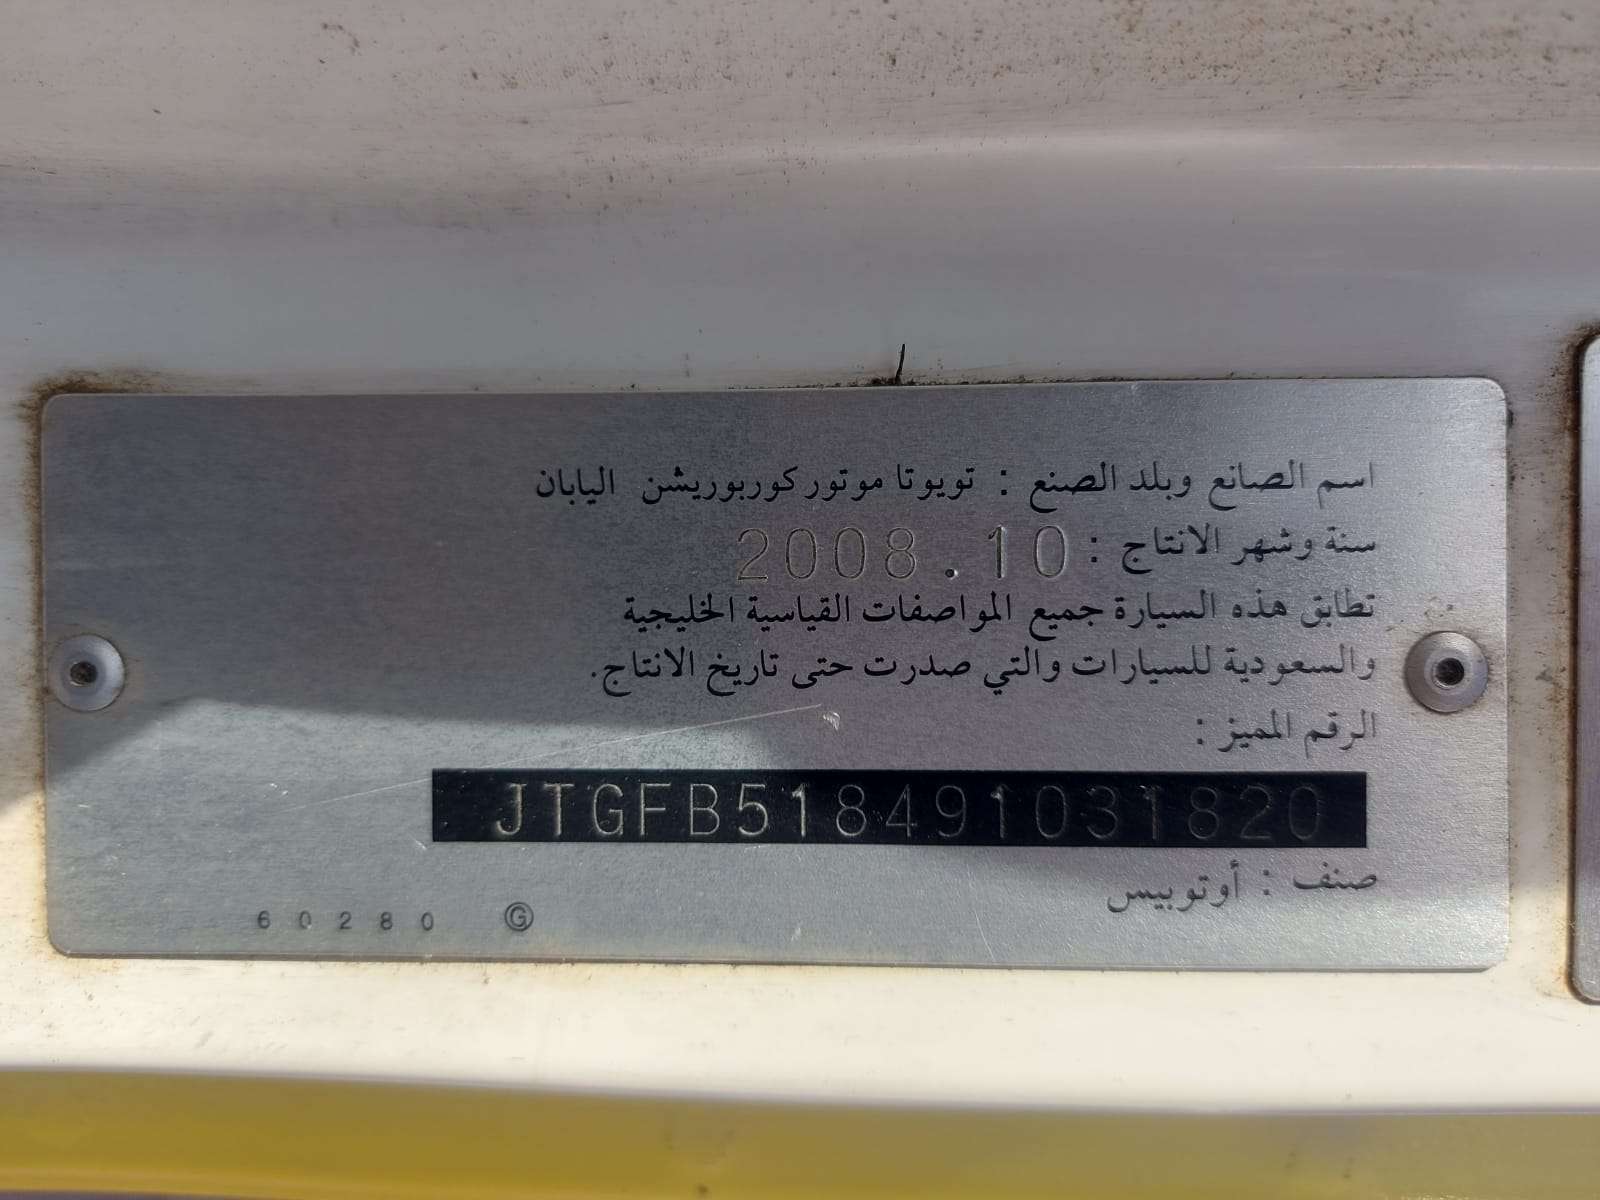 اسم الصانع وبلد الصنع : تويوتا موتور كوربوريشن اليابان
سنة وشهر الانتاج : 2008.10
تطابق هذه السيارة جميع المواصفات القياسية الخليجية
والسعودية للسيارات والتي صدرت حتى تاريخ الانتاج.
الرقم المميز :
JTGFB518491031820
صنف : أوتوبيس
60280 G